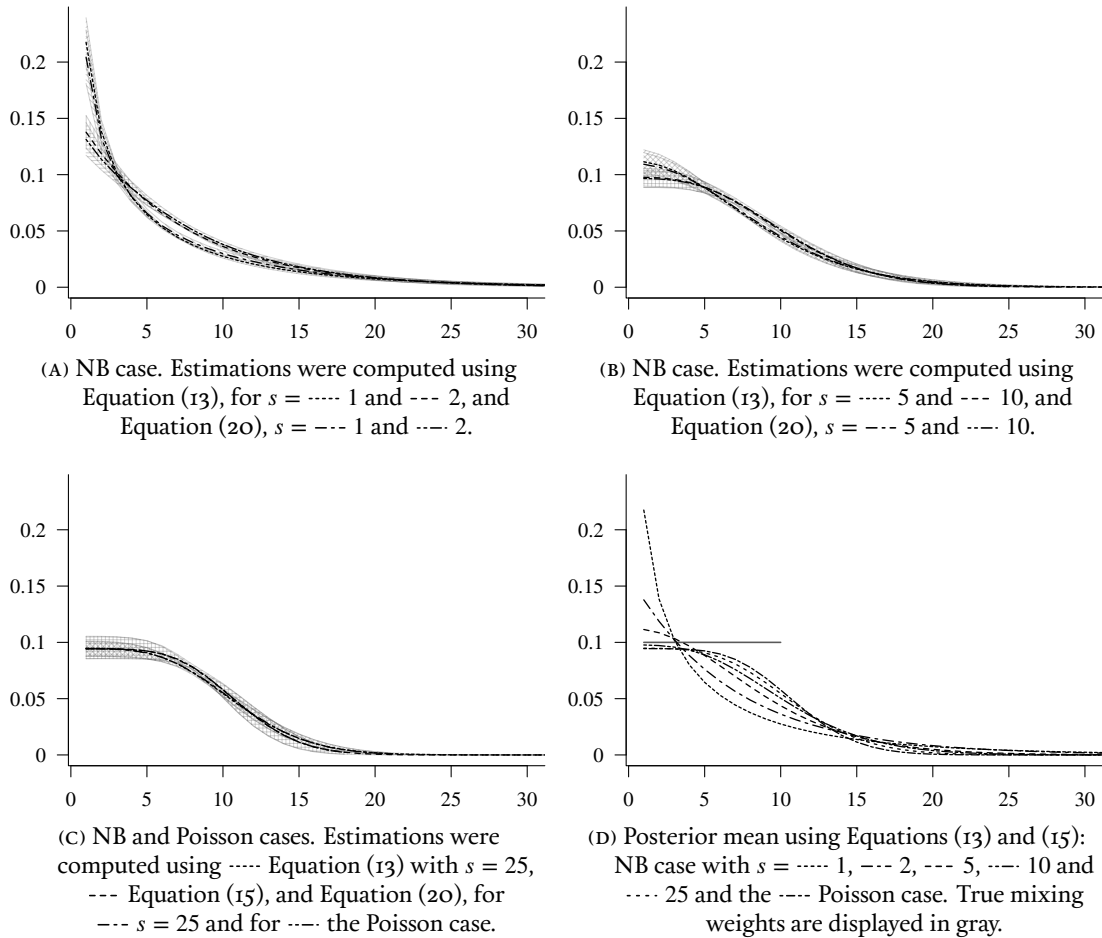 0.2
0.15
0.1
0.05
0
0 5 10 15 20 25 30
(A) NB case. Estimations were computed using
Equation (13), for s = 1 and 2, and
Equation (20), s = 1 and 2.
0.2
0.15
0.1
0.05
0
0 5 10 15 20 25 30
(B) NB case. Estimations were computed using
Equation (13), for s = 5 and 10, and
Equation (20), s = 5 and 10.
0.2
0.15
0.1
0.05
0
0 5 10 15 20 25 30
(C) NB and Poisson cases. Estimations were
computed using Equation (13) with s = 25,
Equation (15), and Equation (20), for
s = 25 and for the Poisson case.
0.2
0.15
0.1
0.05
0
0 5 10 15 20 25 30
(D) Posterior mean using Equations (13) and (15):
NB case with s = 1, 2, 5, 10 and
25 and the Poisson case. True mixing
weights are displayed in gray.